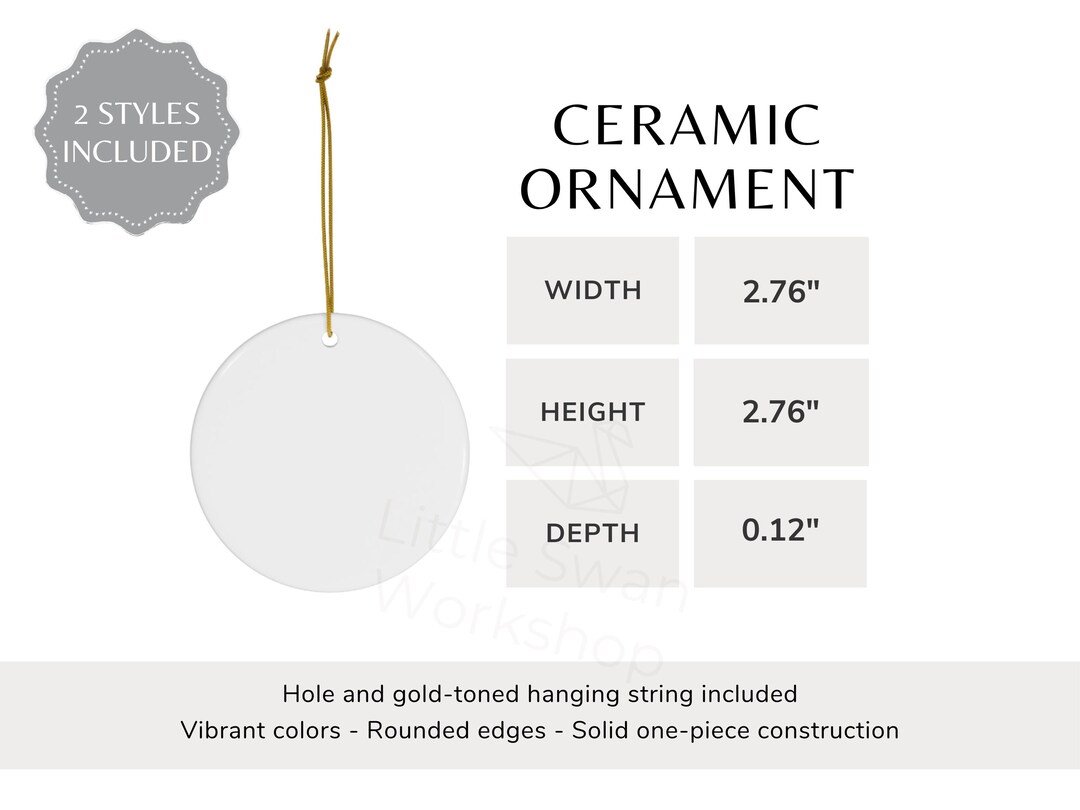 2 STYLES
INCLUDED
CERAMIC
ORNAMENT
WIDTH 2.76"
HEIGHT 2.76"
DEPTH 0.12"
Little Swan
Workshop
Hole and gold-toned hanging string included
Vibrant colors - Rounded edges - Solid one-piece construction